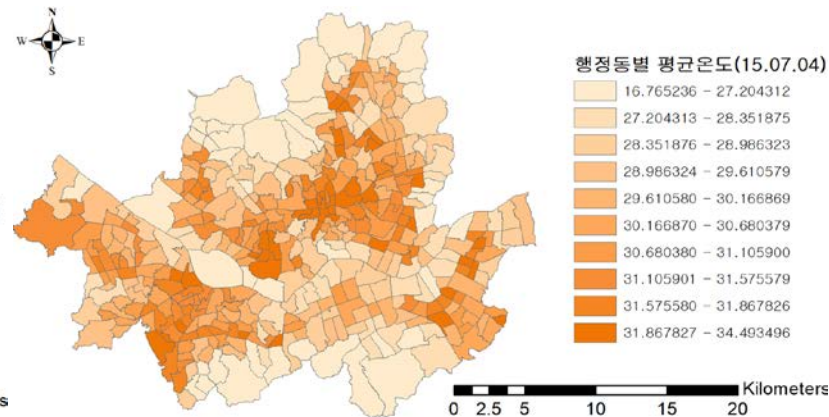 N
W E
S
행정동별 평균온도(15.07.04)
16.765236 - 27.204312
27.204313 - 28.351875
28.351876 - 28.986323
28.986324 - 29.610579
29.610580 - 30.166869
30.166870 - 30.680379
30.680380 - 31.105900
31.105901 - 31.575579
31.575580 - 31.867826
31.867827 - 34.493496
s
Kilometers
0 2.5 5 10 15 20